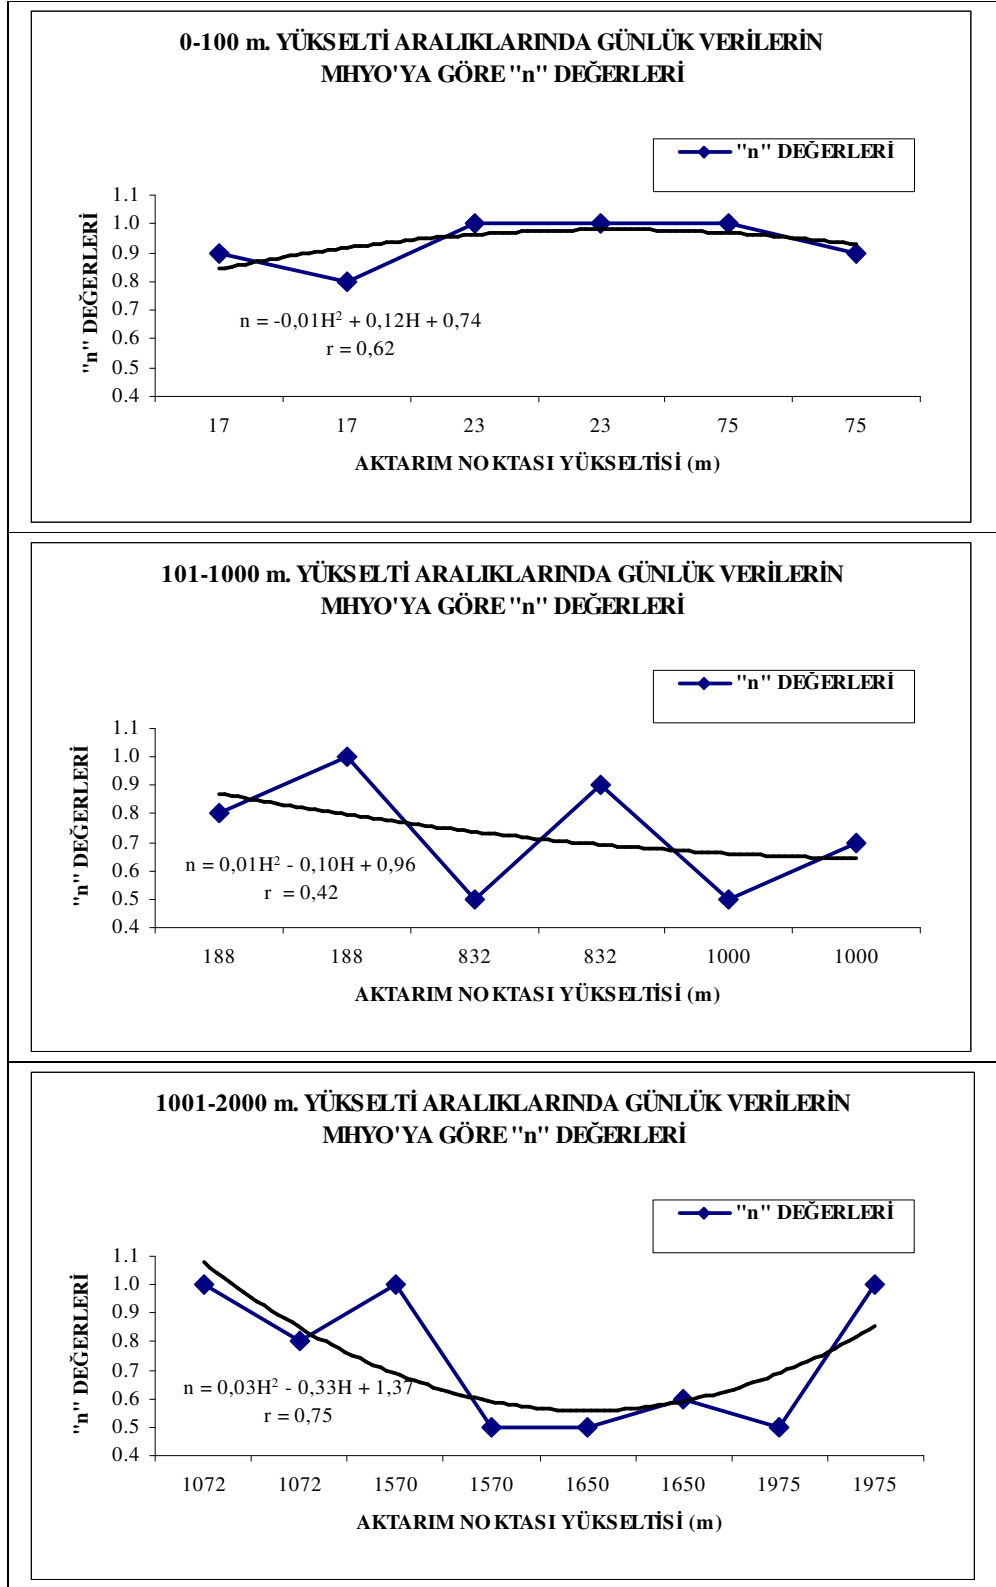 0-100 m. YÜKSELTİ ARALIKLARINDA GÜNLÜK VERİLERİN
MHYO'YA GÖRE "n" DEĞERLERİ
"n" DEĞERLERİ
"n" DEĞERLERİ
1.1
1.0
0.9
0.8
0.7
0.6
0.5
0.4
n = -0,01H² + 0,12H + 0,74
r = 0,62
17 17 23 23 75 75
AKTARIM NOKTASI YÜKSELTİSİ (m)
101-1000 m. YÜKSELTİ ARALIKLARINDA GÜNLÜK VERİLERİN
MHYO'YA GÖRE "n" DEĞERLERİ
"n" DEĞERLERİ
"n" DEĞERLERİ
1.1
1.0
0.9
0.8
0.7
0.6
0.5
0.4
n = 0,01H² - 0,10H + 0,96
r = 0,42
188 188 832 832 1000 1000
AKTARIM NOKTASI YÜKSELTİSİ (m)
1001-2000 m. YÜKSELTİ ARALIKLARINDA GÜNLÜK VERİLERİN
MHYO'YA GÖRE "n" DEĞERLERİ
"n" DEĞERLERİ
"n" DEĞERLERİ
1.1
1.0
0.9
0.8
0.7
0.6
0.5
0.4
n = 0,03H² - 0,33H + 1,37
r = 0,75
1072 1072 1570 1570 1650 1650 1975 1975
AKTARIM NOKTASI YÜKSELTİSİ (m)